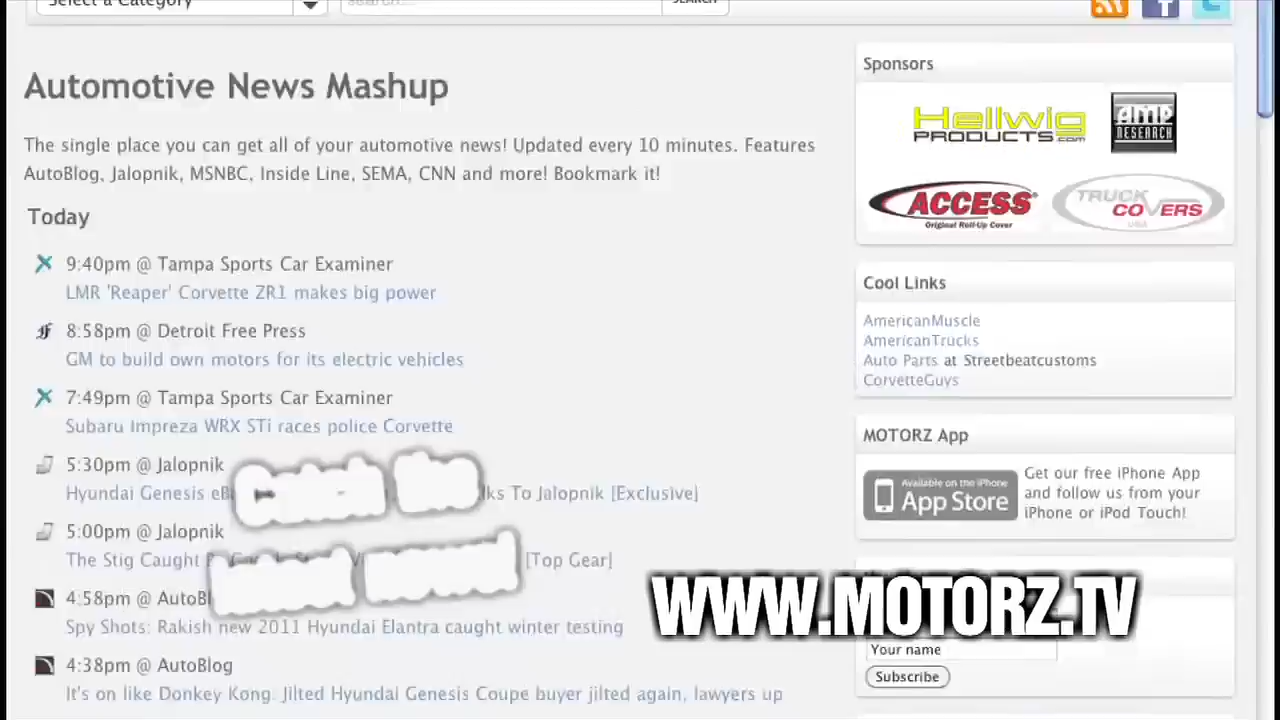 Select a Category
search...
SEARCH
Automotive News Mashup
The single place you can get all of your automotive news! Updated every 10 minutes. Features
AutoBlog, Jalopnik, MSNBC, Inside Line, SEMA, CNN and more! Bookmark it!
Today
9:40pm @ Tampa Sports Car Examiner
LMR 'Reaper' Corvette ZR1 makes big power
8:58pm @ Detroit Free Press
GM to build own motors for its electric vehicles
7:49pm @ Tampa Sports Car Examiner
Subaru Impreza WRX STi races police Corvette
5:30pm @ Jalopnik
Hyundai Genesis To Jalopnik [Exclusive]
5:00pm @ Jalopnik
The Stig Caught [Top Gear]
4:58pm @
Spy Shots: Rakish new 2011 Hyundai Elantra caught winter testing
4:38pm @ AutoBlog
It's on like Donkey Kong. Jilted Hyundai Genesis Coupe buyer jilted again, lawyers up
Sponsors
Hellwig
PRODUCTS.com
AMP
RESEARCH
ACCESS
Original Roll-Up Cover
TRUCK
COVERS
USA
Cool Links
AmericanMuscle
AmericanTrucks
Auto Parts at Streetbeatcustoms
CorvetteGuys
MOTORZ App
Available on the iPhone
App Store
Get our free iPhone App
and follow us from your
iPhone or iPod Touch!
WWW.MOTORZ.TV
Your name
Subscribe